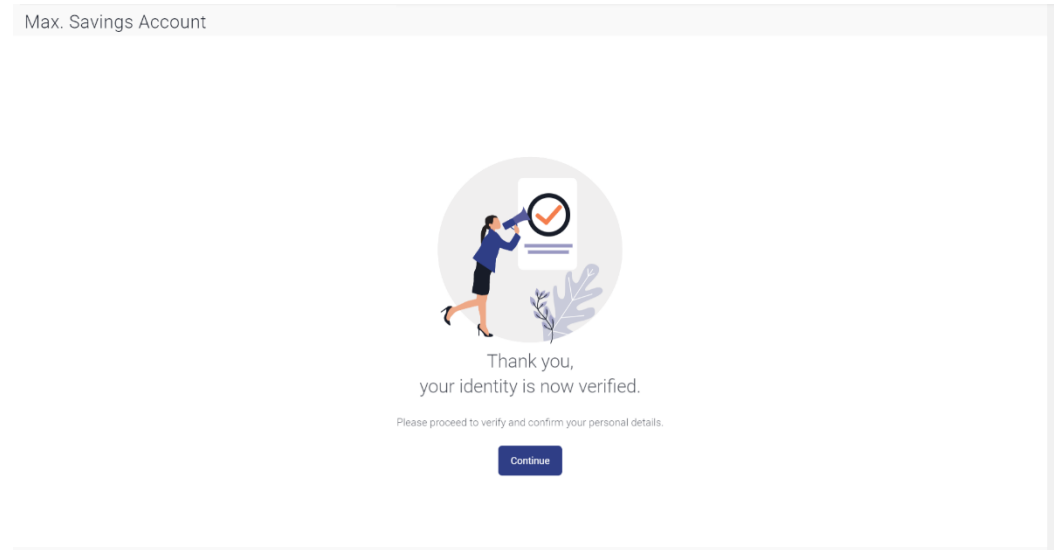 Max. Savings Account
Thank you,
your identity is now verified.
Please proceed to verify and confirm your personal details.
Continue